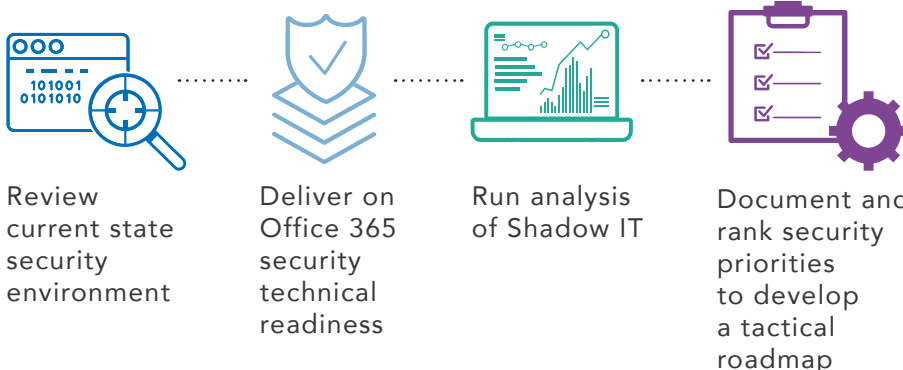 101001
0101010
Review
current state
security
environment
Deliver on
Office 365
security
technical
readiness
Run analysis
of Shadow IT
Document and
rank security
priorities
to develop
a tactical
roadmap